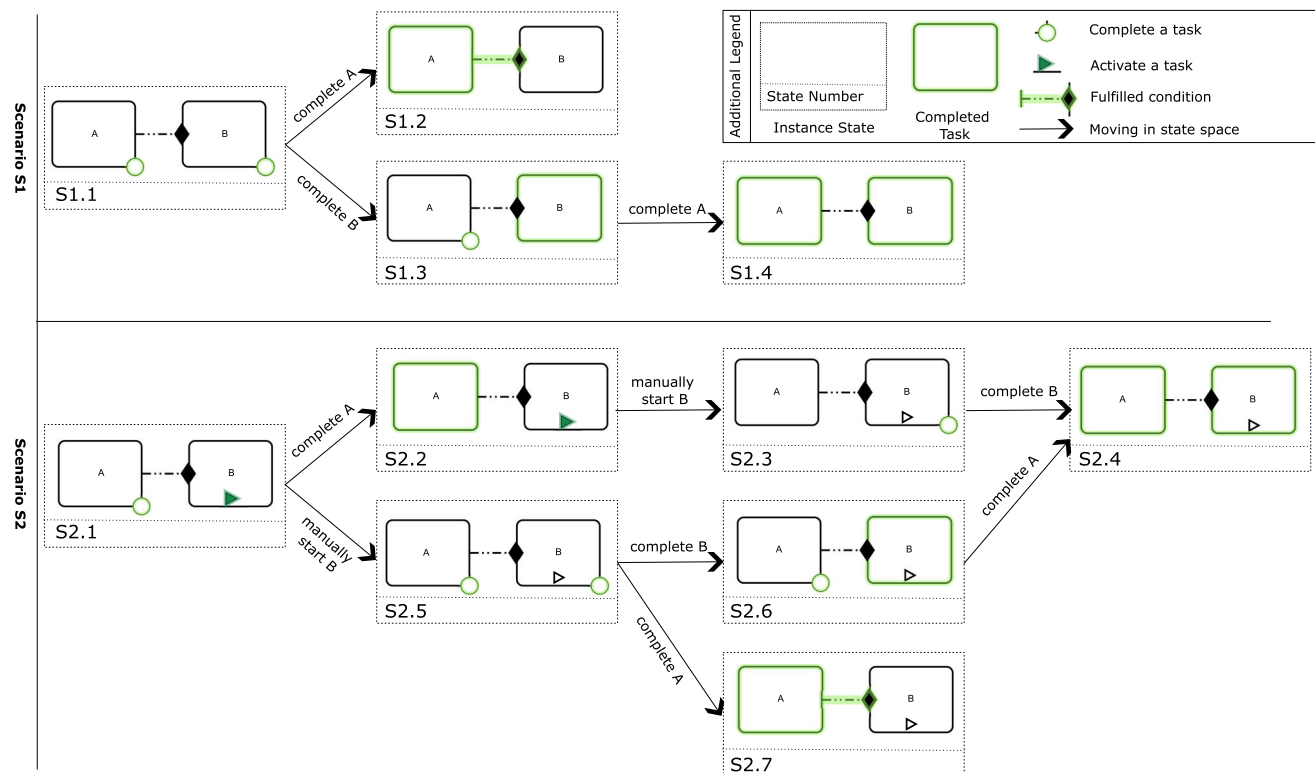 Scenario S1
A
B
S1.1
complete A
complete B
A
B
S1.2
A
B
S1.3
complete A
A
B
S1.4
Additional Legend
State Number
Instance State
Completed
Task
Complete a task
Activate a task
Fulfilled condition
Moving in state space
Scenario S2
A
B
S2.1
complete A
manually
start B
A
B
S2.2
manually
start B
A
B
S2.3
complete B
A
B
S2.4
A
B
S2.5
complete B
complete A
A
B
S2.6
complete A
A
B
S2.7